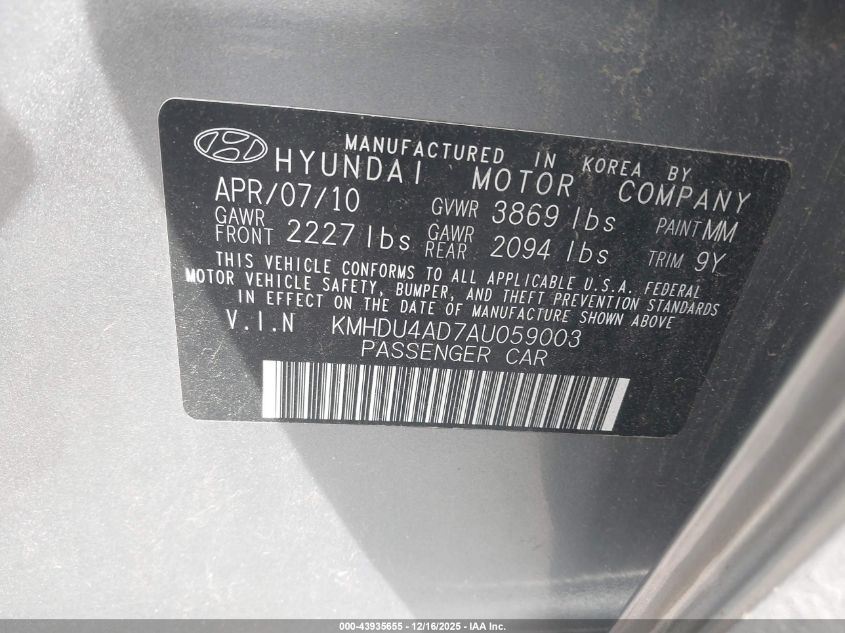 MANUFACTURED IN KOREA BY
HYUNDAI MOTOR COMPANY
APR/07/10 GVWR 3869 lbs PAINT MM
GAWR FRONT 2227 lbs GAWR REAR 2094 lbs TRIM 9Y
THIS VEHICLE CONFORMS TO ALL APPLICABLE U.S.A. FEDERAL
MOTOR VEHICLE SAFETY, BUMPER, AND THEFT PREVENTION STANDARDS
IN EFFECT ON THE DATE OF MANUFACTURE SHOWN ABOVE
V.I.N KMHDU4AD7AU059003
PASSENGER CAR
000-43935655 - 12/16/2025 - IAA Inc.